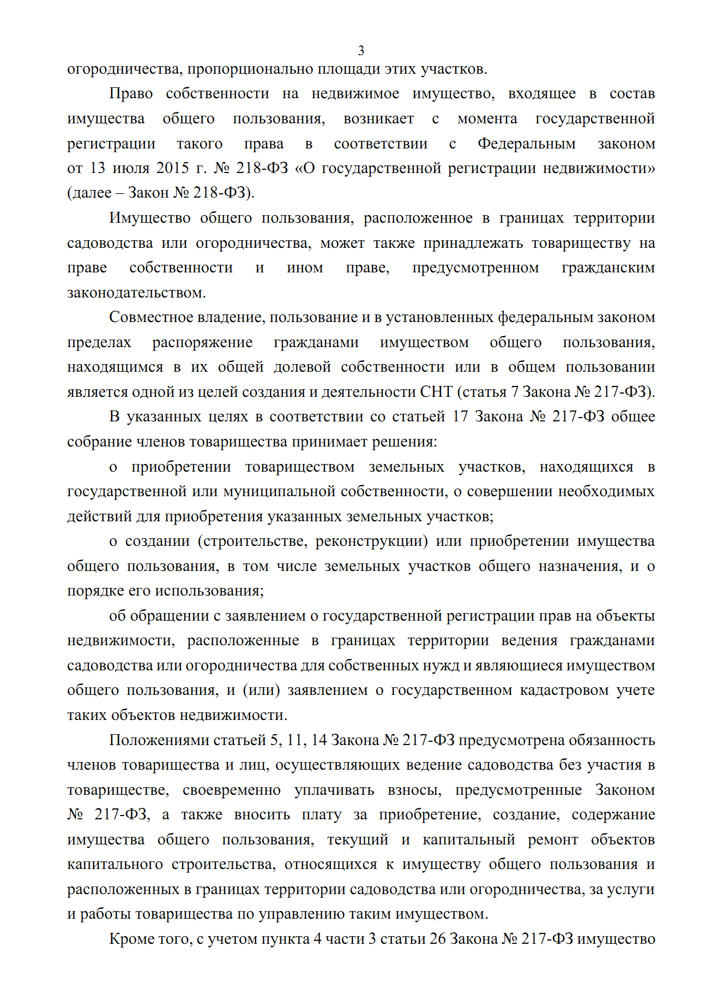 3
огородничества, пропорционально площади этих участков.
Право собственности на недвижимое имущество, входящее в состав
имущества общего пользования, возникает с момента государственной
регистрации такого права в соответствии с Федеральным законом
от 13 июля 2015 г. № 218-ФЗ «О государственной регистрации недвижимости»
(далее – Закон № 218-ФЗ).
Имущество общего пользования, расположенное в границах территории
садоводства или огородничества, может также принадлежать товариществу на
праве собственности и ином праве, предусмотренном гражданским
законодательством.
Совместное владение, пользование и в установленных федеральным законом
пределах распоряжение гражданами имуществом общего пользования,
находящимся в их общей долевой собственности или в общем пользовании
является одной из целей создания и деятельности СНТ (статья 7 Закона № 217-ФЗ).
В указанных целях в соответствии со статьей 17 Закона № 217-ФЗ общее
собрание членов товарищества принимает решения:
о приобретении товариществом земельных участков, находящихся в
государственной или муниципальной собственности, о совершении необходимых
действий для приобретения указанных земельных участков;
о создании (строительстве, реконструкции) или приобретении имущества
общего пользования, в том числе земельных участков общего назначения, и о
порядке его использования;
об обращении с заявлением о государственной регистрации прав на объекты
недвижимости, расположенные в границах территории ведения гражданами
садоводства или огородничества для собственных нужд и являющиеся имуществом
общего пользования, и (или) заявлением о государственном кадастровом учете
таких объектов недвижимости.
Положениями статьей 5, 11, 14 Закона № 217-ФЗ предусмотрена обязанность
членов товарищества и лиц, осуществляющих ведение садоводства без участия в
товариществе, своевременно уплачивать взносы, предусмотренные Законом
№ 217-ФЗ, а также вносить плату за приобретение, создание, содержание
имущества общего пользования, текущий и капитальный ремонт объектов
капитального строительства, относящихся к имуществу общего пользования и
расположенных в границах территории садоводства или огородничества, за услуги
и работы товарищества по управлению таким имуществом.
Кроме того, с учетом пункта 4 части 3 статьи 26 Закона № 217-ФЗ имущество